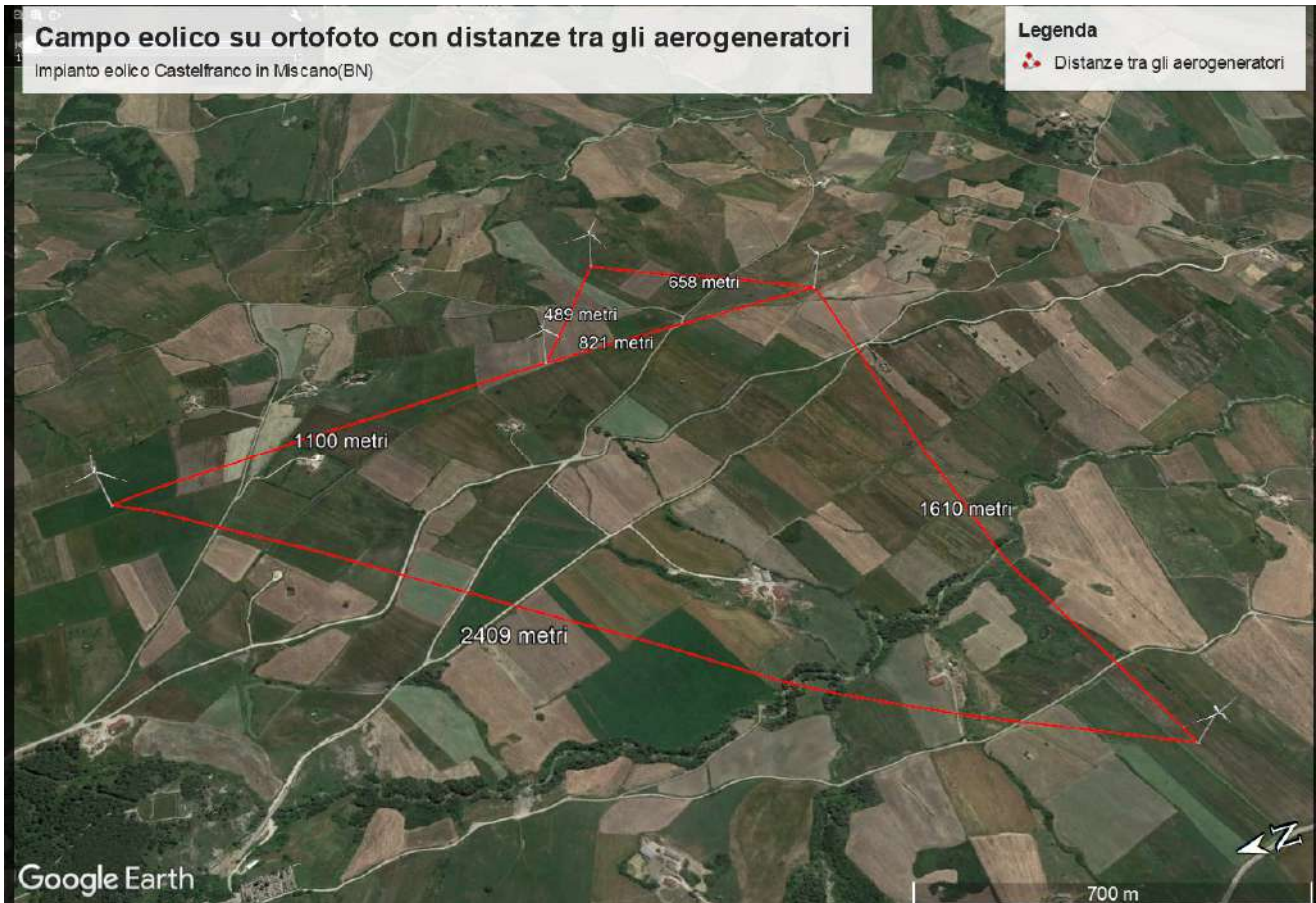 Campo eolico su ortofoto con distanze tra gli aerogeneratori
Impianto eolico Castelfranco in Miscano(BN)
Legenda
Distanze tra gli aerogeneratori
658 metri
489 metri
821 metri
1100 metri
1610 metri
2409 metri
N
Google Earth
700 m